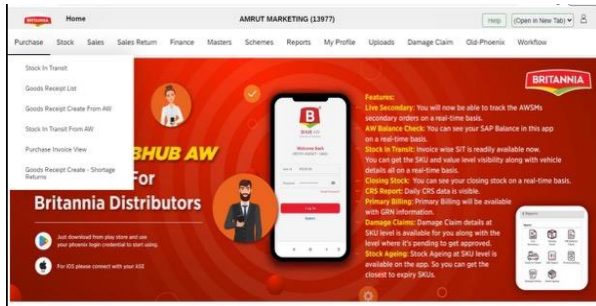 BRITANNIA
Home
AMRUT MARKETING (13977)
Help
(Open in New Tab)
Purchase Stock Sales Sales Return Finance Masters Schemes Reports My Profile Uploads Damage Claim Old-Phoenix Workflow
Stock In Transit
Goods Receipt List
Goods Receipt Create From AW
Stock In Transit From AW
Purchase Invoice View
Goods Receipt Create - Shortage
Returns
BHUB AW
For
Britannia Distributors
Just download from play store and use
your phoenix login credential to start using.
For iOS please connect with your ASE
Welcome Back
Log In
BRITANNIA
Features:
Live Secondary: You will now be able to track the AWSMs
secondary orders on a real-time basis.
AW Balance Check: You can see your SAP Balance in this app
on a real-time basis.
Stock in Transit: Invoice wise SIT is readily available now.
You can get the SKU and value level visibility along with vehicle
details all on a real-time basis.
Closing Stock: You can see your closing stock on a real-time basis.
CRS Report: Daily CRS data is visible.
Primary Billing: Primary Billing will be available
with GRN information.
Damage Claims: Damage Claim details at
SKU level is available for you along with the
level where it's pending to get approved.
Stock Ageing: Stock Ageing at SKU level is
available on the app. So you can get the
closest to expiry SKUs.